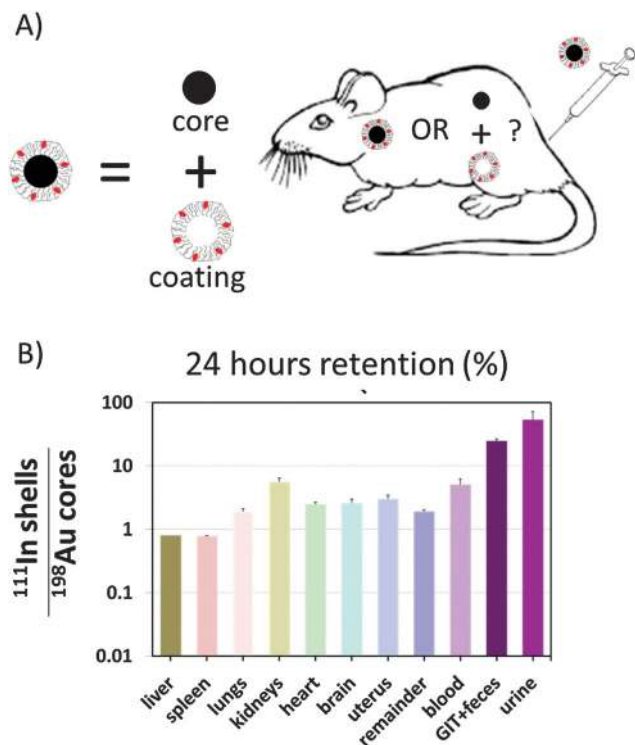 A)
core
coating
=
+
OR
+
?
B)
24 hours retention (%)
¹¹¹In shells
¹⁹⁸Au cores
100
10
1
0.1
0.01
liver
spleen
lungs
kidneys
heart
brain
uterus
remainder
blood
GIT+feces
urine